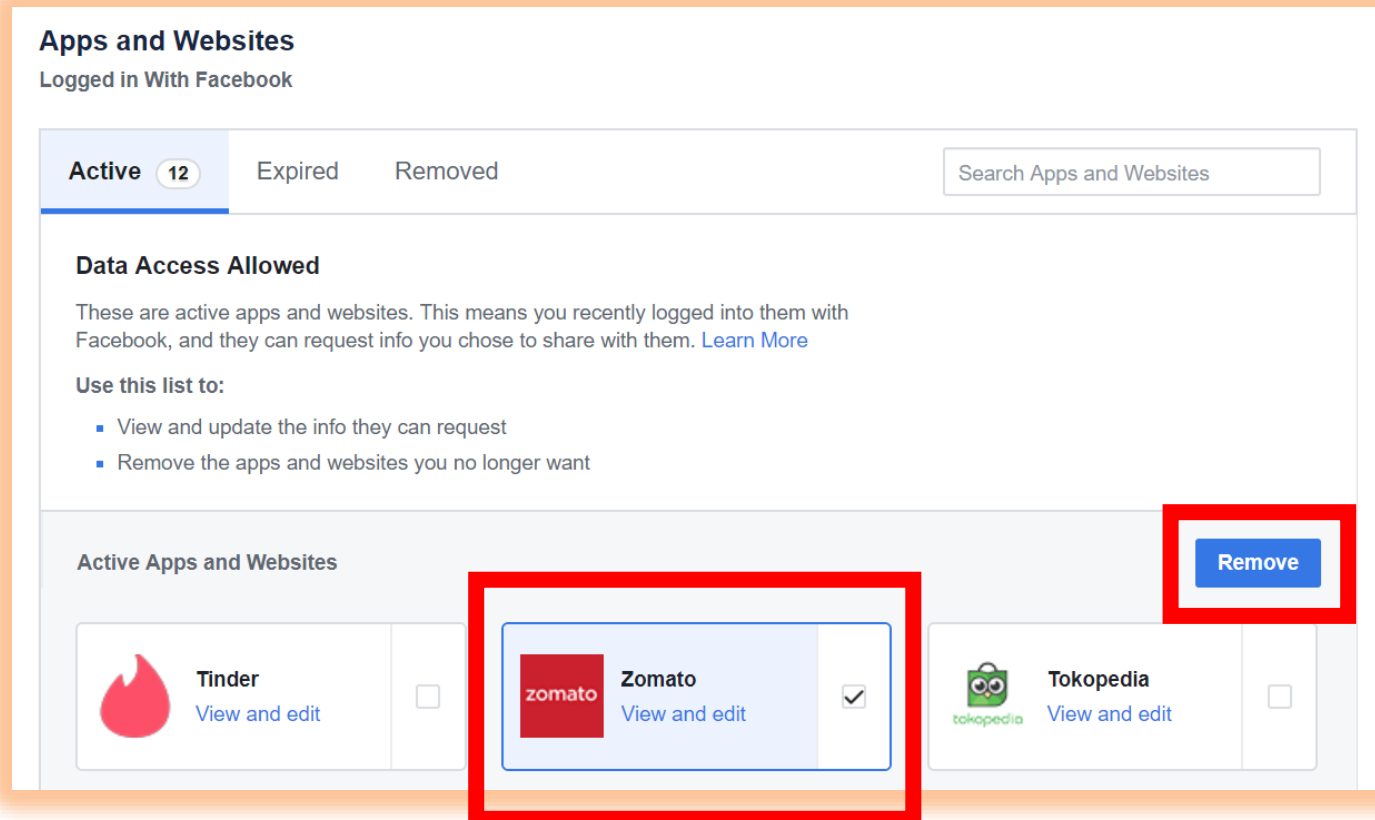 Apps and Websites
Logged in With Facebook
Active 12 Expired Removed Search Apps and Websites
Data Access Allowed
These are active apps and websites. This means you recently logged into them with
Facebook, and they can request info you chose to share with them. Learn More
Use this list to:
View and update the info they can request
Remove the apps and websites you no longer want
Active Apps and Websites Remove
Tinder
View and edit
zomato
Zomato
View and edit
tokopedia
Tokopedia
View and edit